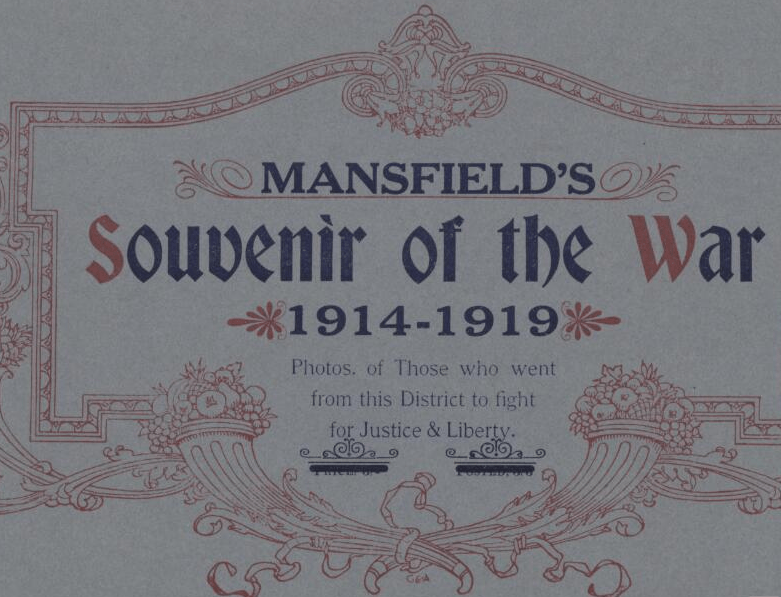 MANSFIELD'S
Souvenir of the War
1914-1919
Photos. of Those who went
from this District to fight
for Justice & Liberty.